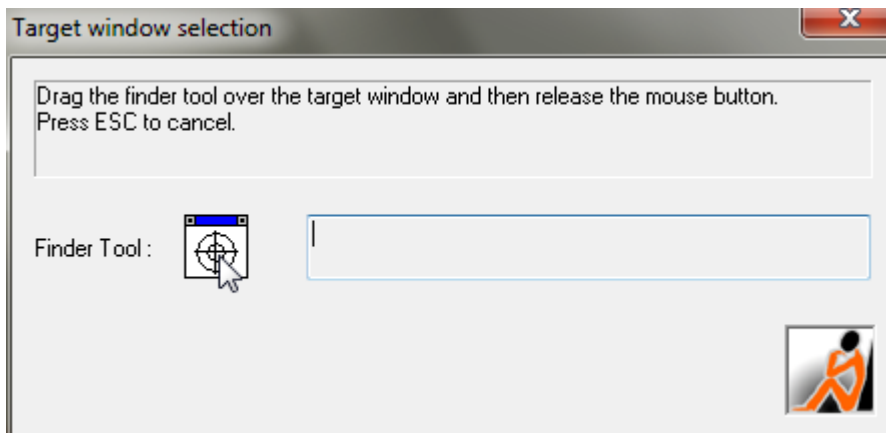 Target window selection
Drag the finder tool over the target window and then release the mouse button.
Press ESC to cancel.
Finder Tool :